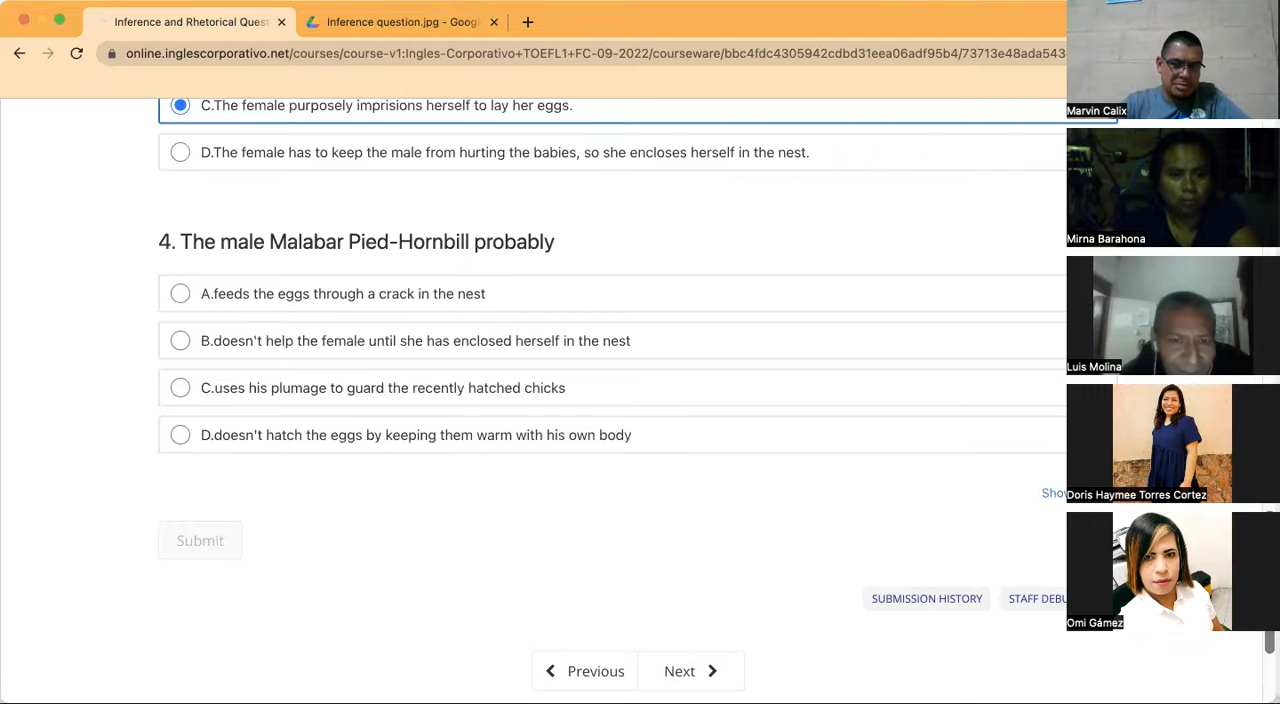 Inference and Rhetorical Quest
Inference question.jpg - Googl
online.inglescorporativo.net/courses/course-v1:Ingles-Corporativo+TOEFL1+FC-09-2022/courseware/bbc4fdc4305942cdbd31eea06adf95b4/73713e48ada543
C.The female purposely imprisions herself to lay her eggs.
D.The female has to keep the male from hurting the babies, so she encloses herself in the nest.
4. The male Malabar Pied-Hornbill probably
A.feeds the eggs through a crack in the nest
B.doesn't help the female until she has enclosed herself in the nest
C.uses his plumage to guard the recently hatched chicks
D.doesn't hatch the eggs by keeping them warm with his own body
Sho
Submit
SUBMISSION HISTORY
STAFF DEBU
Previous
Next
Marvin Calix
Mirna Barahona
Luis Molina
Doris Haymee Torres Cortez
Omi Gámez